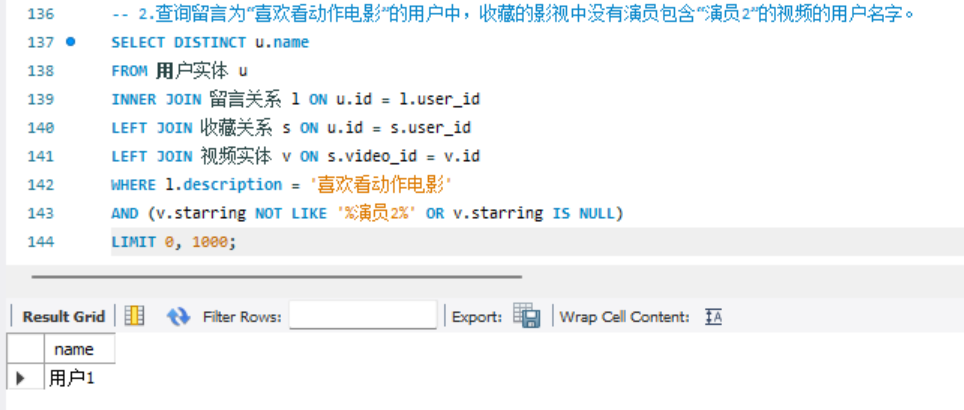 136 -- 2.查询留言为“喜欢看动作电影”的用户中，收藏的影视中没有演员包含“演员2”的视频的用户名字。
137 SELECT DISTINCT u.name
138 FROM 用户实体 u
139 INNER JOIN 留言关系 l ON u.id = l.user_id
140 LEFT JOIN 收藏关系 s ON u.id = s.user_id
141 LEFT JOIN 视频实体 v ON s.video_id = v.id
142 WHERE l.description = '喜欢看动作电影'
143 AND (v.starring NOT LIKE '%演员2%' OR v.starring IS NULL)
144 LIMIT 0, 1000;
Result Grid Filter Rows: Export: Wrap Cell Content:
name
用户1